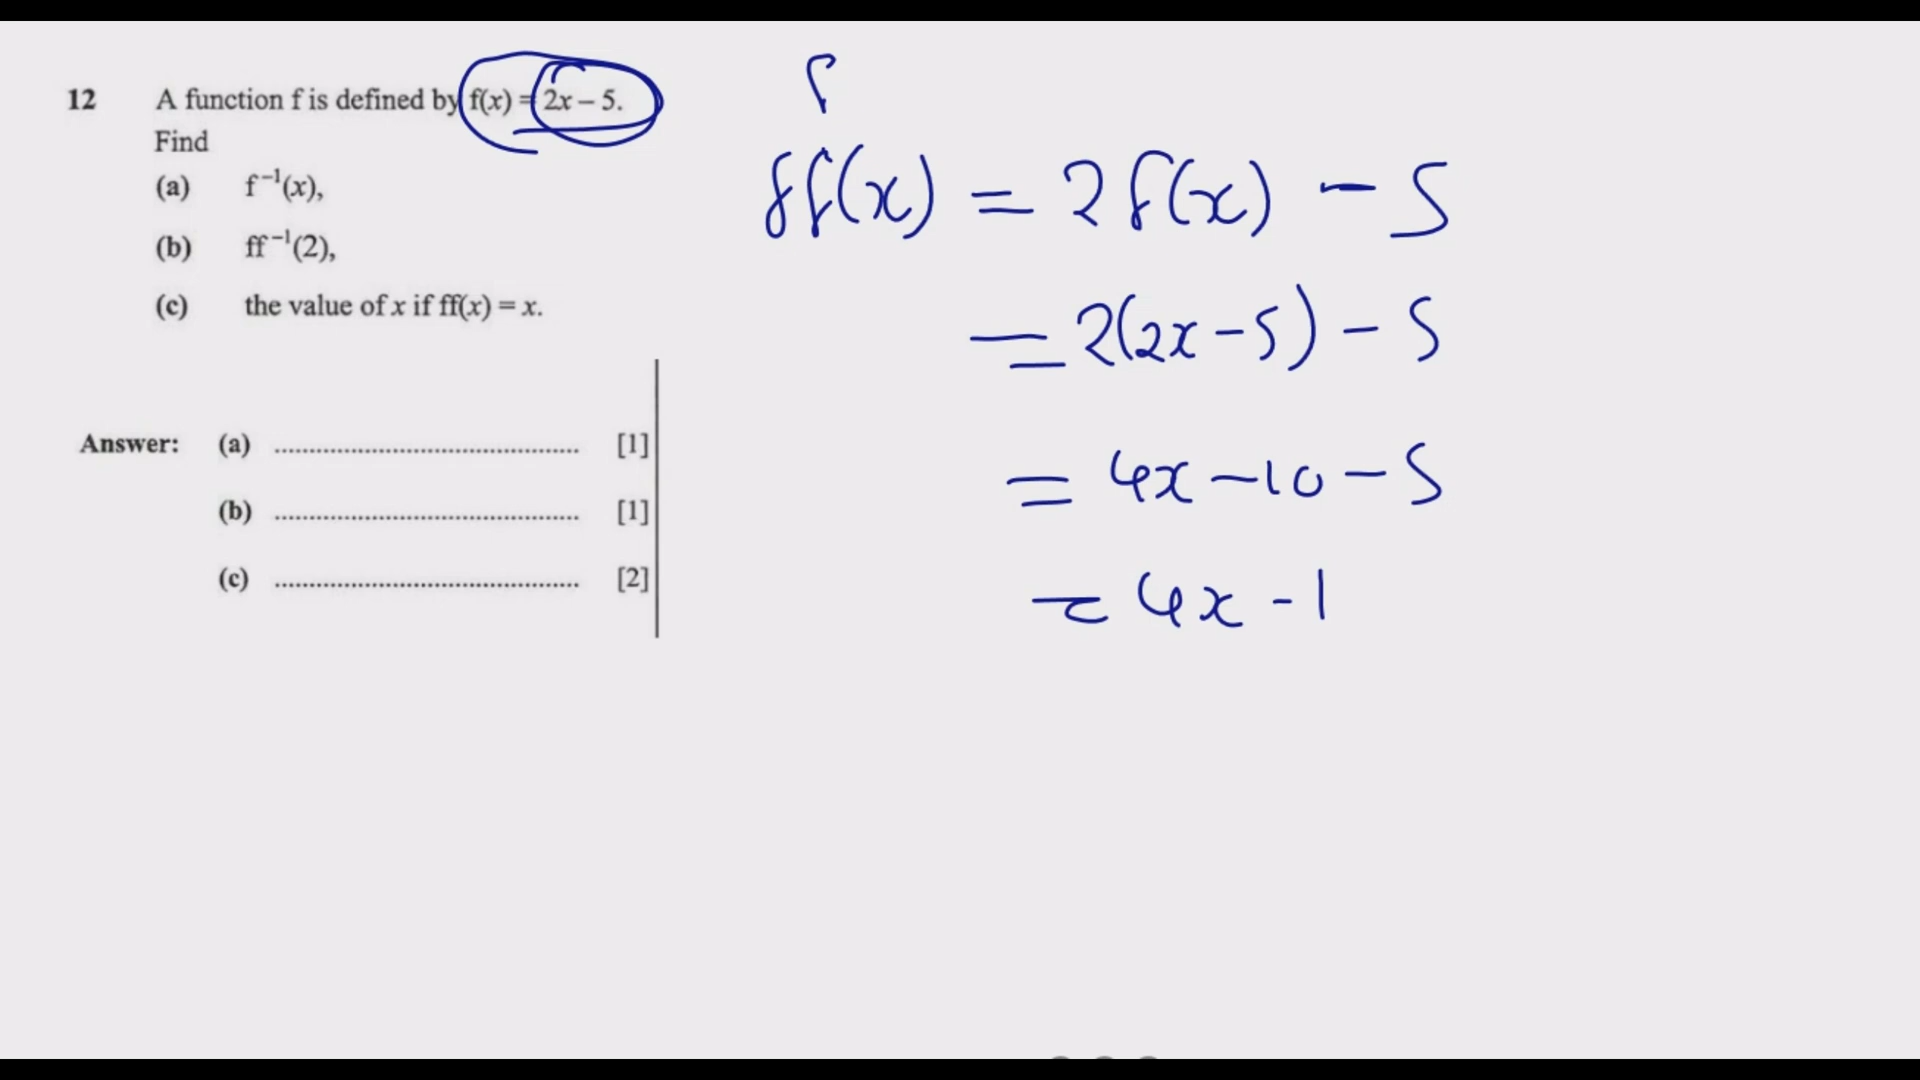 12 A function f is defined by f(x) = 2x – 5.
Find
(a) f⁻¹(x),
(b) ff⁻¹(2),
(c) the value of x if ff(x) = x.
Answer: (a) ............................................ [1]
(b) ............................................ [1]
(c) ............................................ [2]
f
ff(x) = 2f(x) - 5
= 2(2x - 5) - 5
= 4x - 10 - 5
= 4x - 1